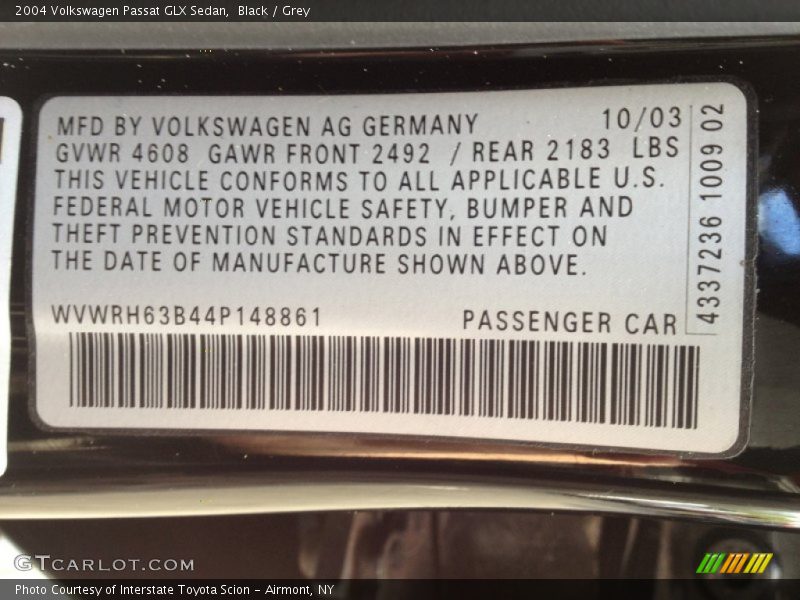 2004 Volkswagen Passat GLX Sedan, Black / Grey
MFD BY VOLKSWAGEN AG GERMANY 10/03
GVWR 4608 GAWR FRONT 2492 / REAR 2183 LBS
THIS VEHICLE CONFORMS TO ALL APPLICABLE U.S.
FEDERAL MOTOR VEHICLE SAFETY, BUMPER AND
THEFT PREVENTION STANDARDS IN EFFECT ON
THE DATE OF MANUFACTURE SHOWN ABOVE.
WVWRH63B44P148861 PASSENGER CAR
4337236 1009 02
GTCARLOT.COM
Photo Courtesy of Interstate Toyota Scion - Airmont, NY